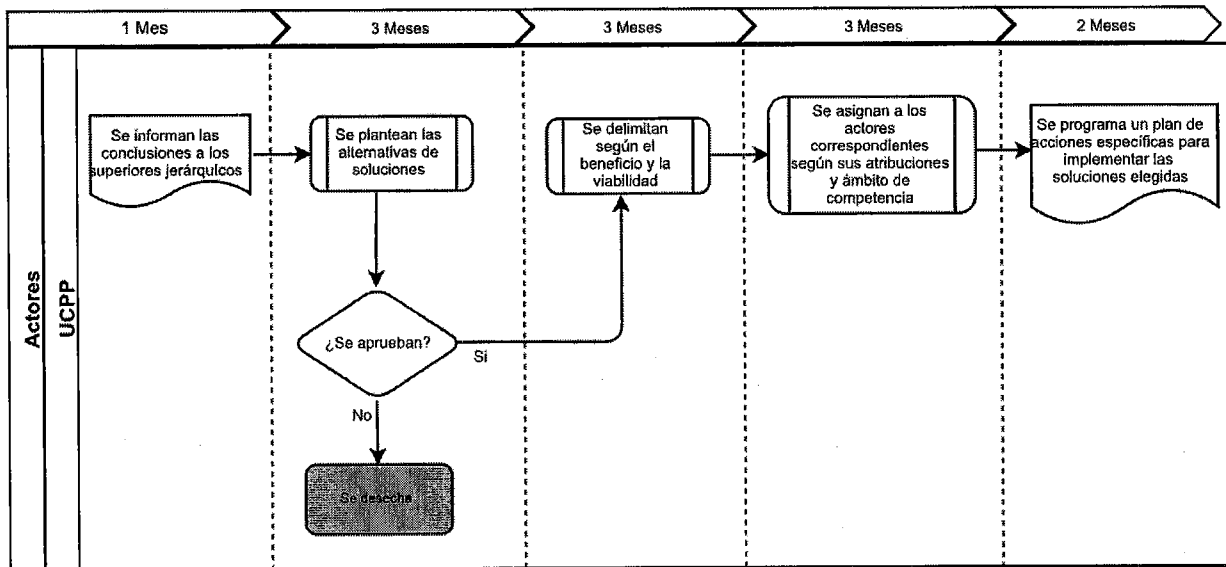 1 Mes
3 Meses
3 Meses
3 Meses
2 Meses
Actores
UCPP
Se informan las
conclusiones a los
superiores jerárquicos
Se plantean las
alternativas de
soluciones
¿Se aprueban?
Si
No
Se desecha
Se delimitan
según el
beneficio y la
viabilidad
Se asignan a los
actores
correspondientes
según sus atribuciones
y ámbito de
competencia
Se programa un plan de
acciones específicas para
implementar las
soluciones elegidas